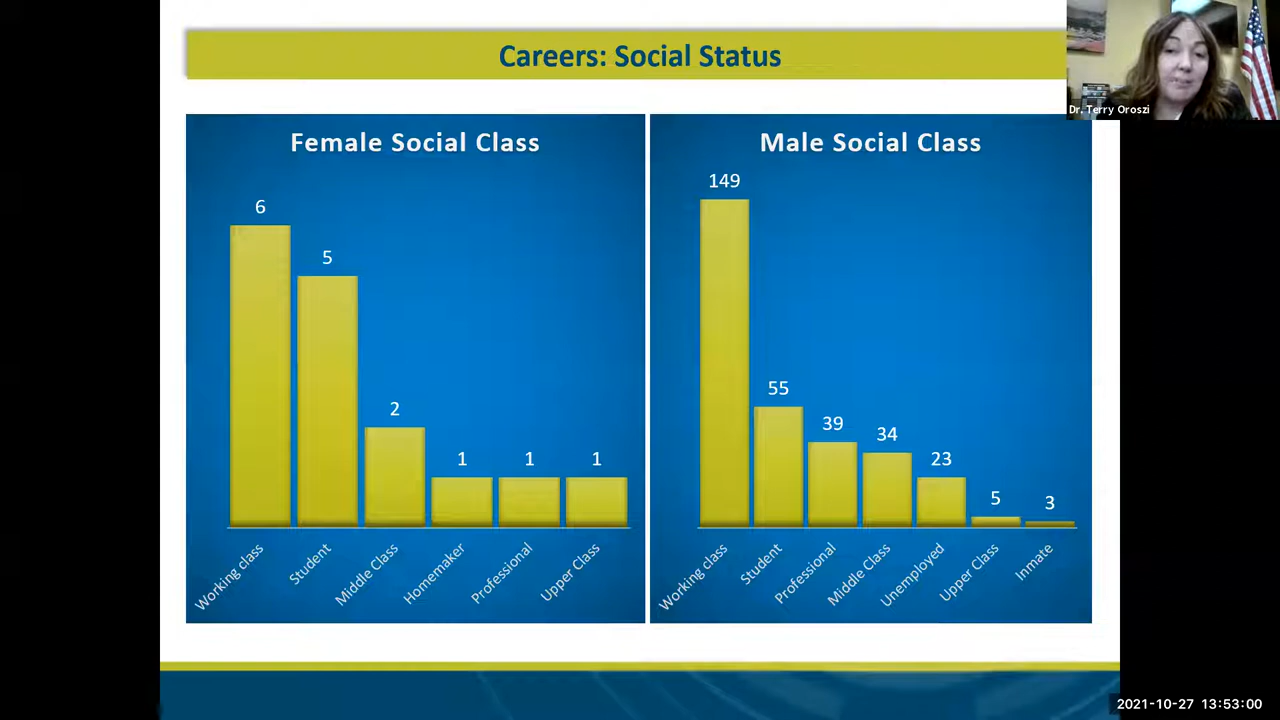 Careers: Social Status
Dr. Terry Oroszi
Female Social Class
6
5
2
1
1
1
Working class
Student
Middle Class
Homemaker
Professional
Upper Class
Male Social Class
149
55
39
34
23
5
3
Working class
Student
Professional
Middle Class
Unemployed
Upper Class
Inmate
2021-10-27 13:53:00